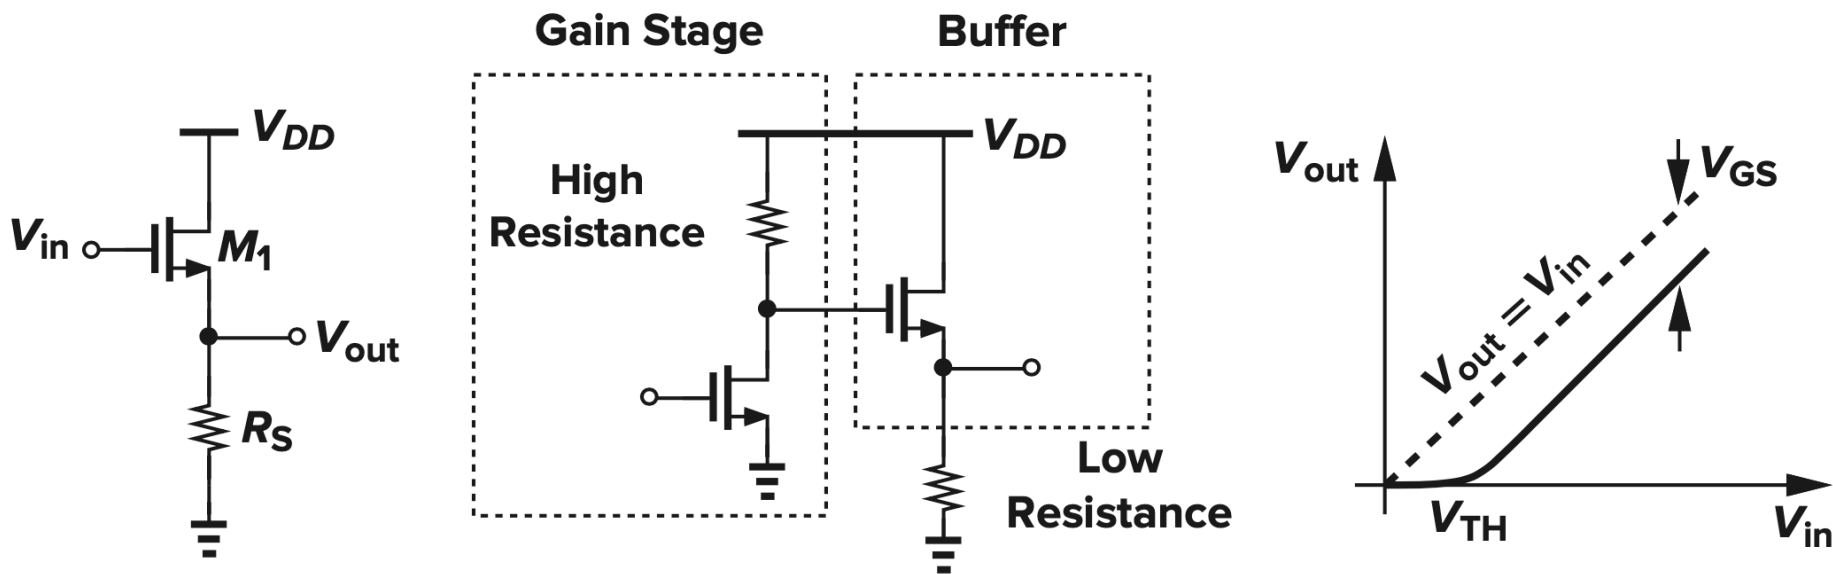 V_DD
V_in
M_1
V_out
R_S
Gain Stage
High
Resistance
Buffer
V_DD
Low
Resistance
V_out
V_GS
V_out = V_in
V_TH
V_in